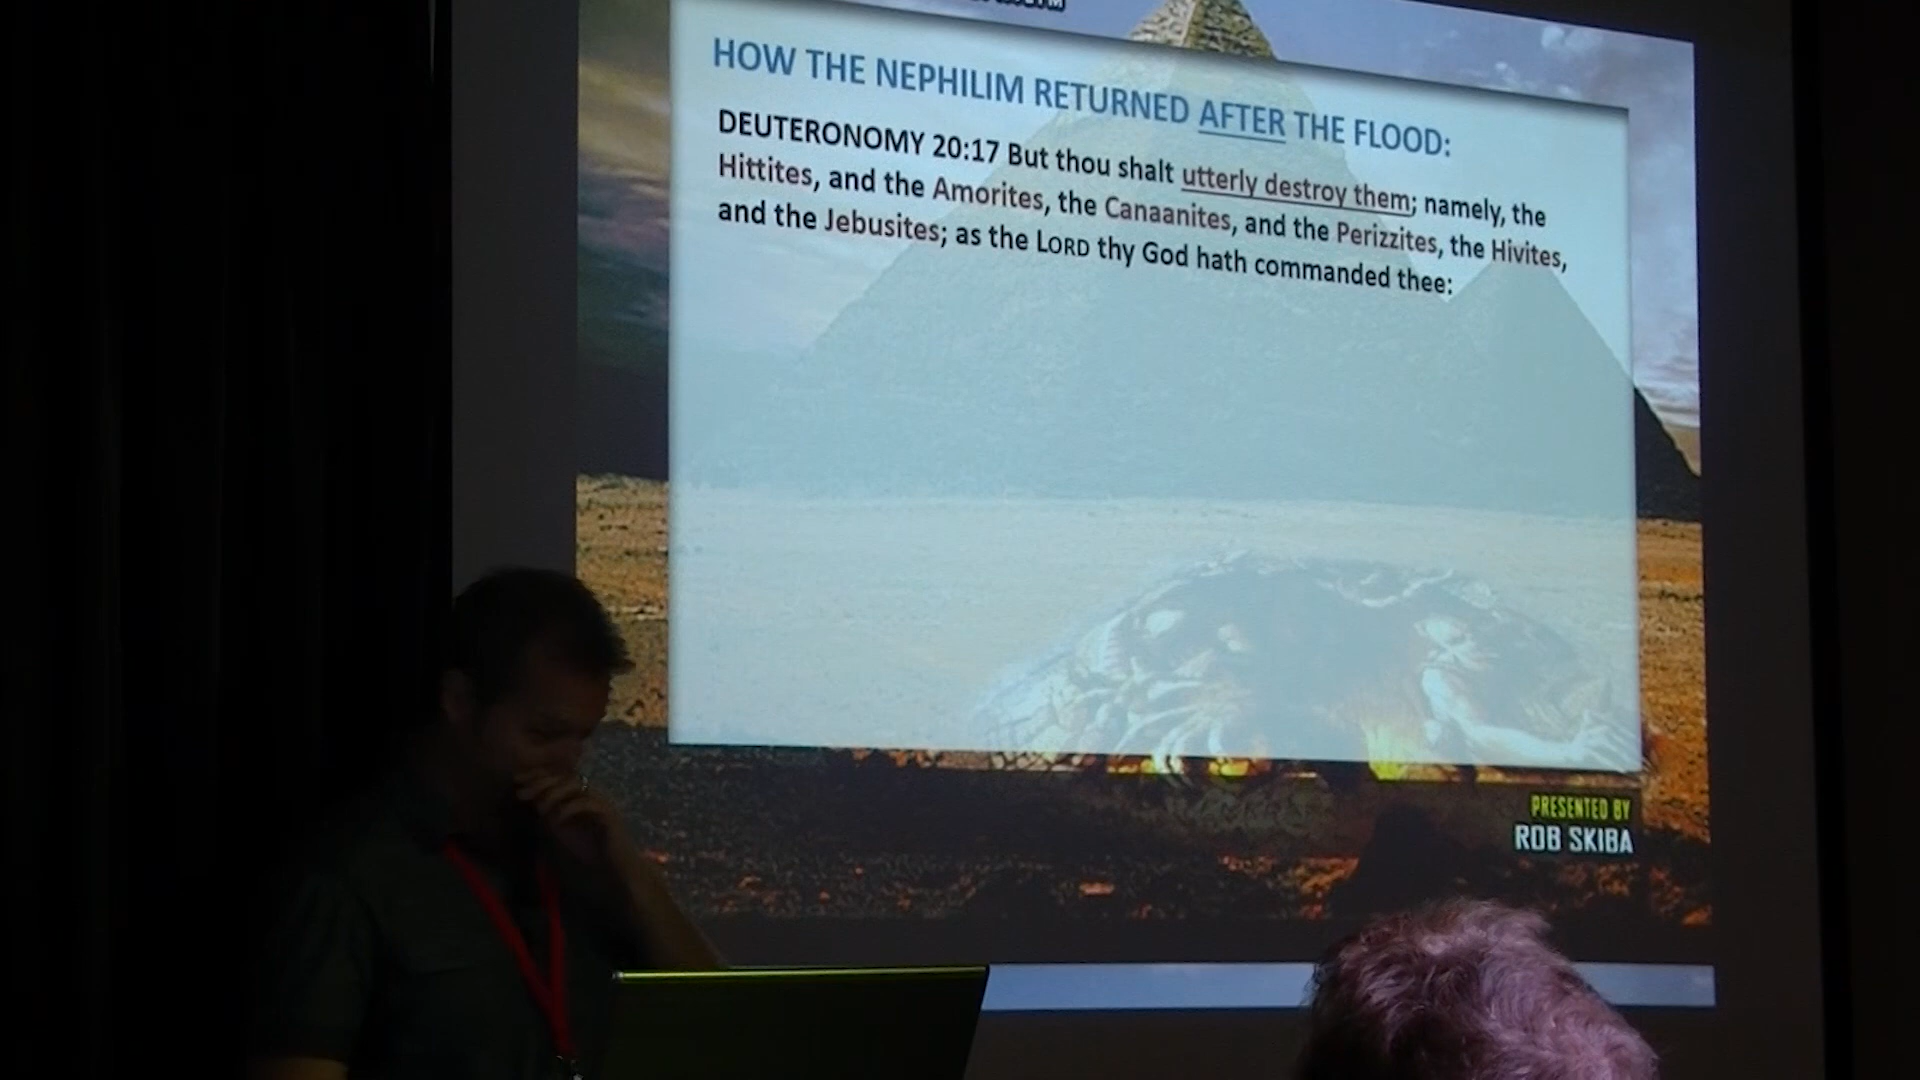 HOW THE NEPHILIM RETURNED AFTER THE FLOOD:
DEUTERONOMY 20:17 But thou shalt utterly destroy them; namely, the
Hittites, and the Amorites, the Canaanites, and the Perizzites, the Hivites,
and the Jebusites; as the LORD thy God hath commanded thee:
PRESENTED BY
ROB SKIBA